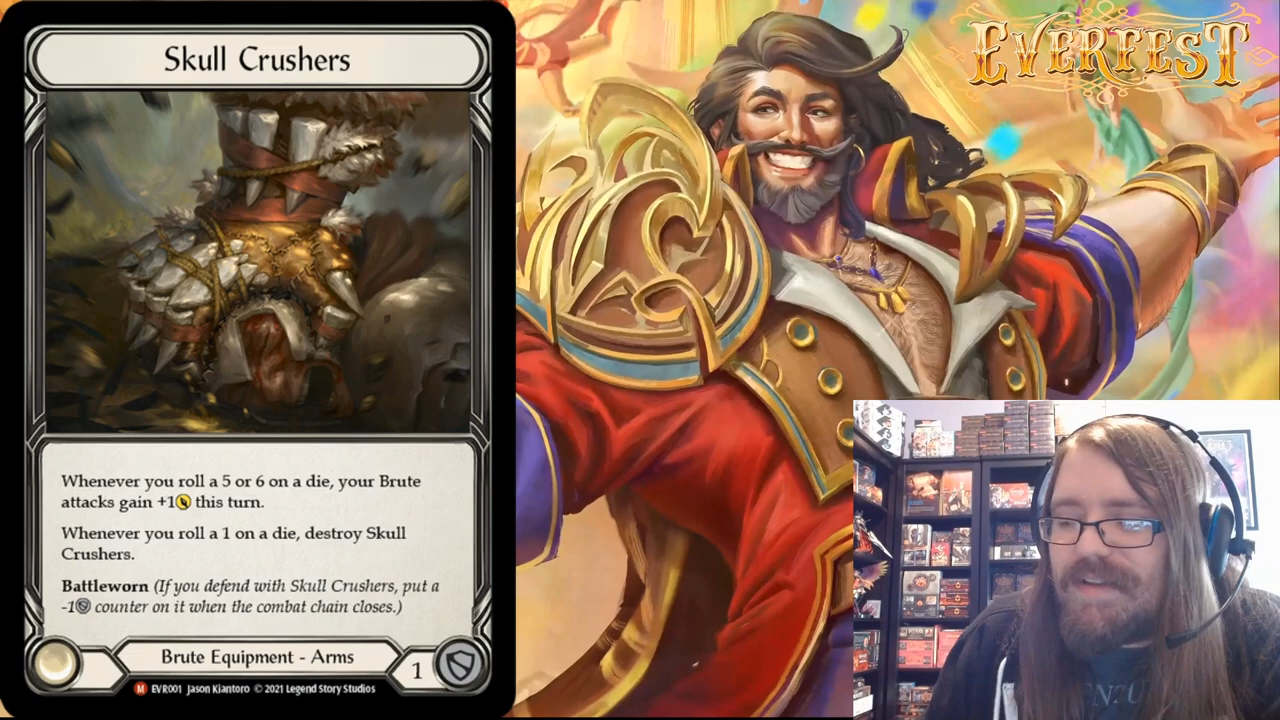 Skull Crushers
EVERFEST
Whenever you roll a 5 or 6 on a die, your Brute
attacks gain +1 this turn.
Whenever you roll a 1 on a die, destroy Skull
Crushers.
Battleworn (If you defend with Skull Crushers, put a
-1 counter on it when the combat chain closes.)
Brute Equipment - Arms
1
M EVR001 Jason Kiantoro © 2021 Legend Story Studios